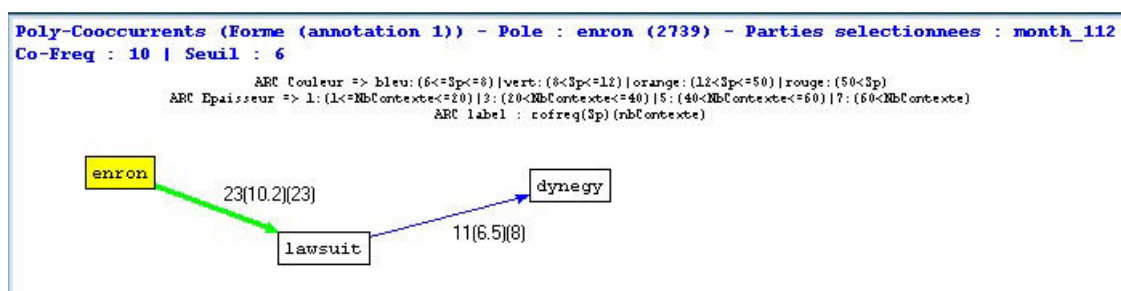 Poly-Cooccurrents (Forme (annotation 1)) - Pole : enron (2739) - Parties selectionnees : month_112
Co-Freq : 10 | Seuil : 6
ARC Couleur => bleu:(6<=Sp<=8)|vert:(8<Sp<=12)|orange:(12<Sp<=50)|rouge:(50<Sp)
ARC Epaisseur => 1:(1<=NbContexte<=20)|3:(20<NbContexte<=40)|5:(40<NbContexte<=60)|7:(60<NbContexte)
ARC label : cofreq(Sp)(nbContexte)
enron
dynegy
23(10.2)(23)
11(6.5)(8)
lawsuit